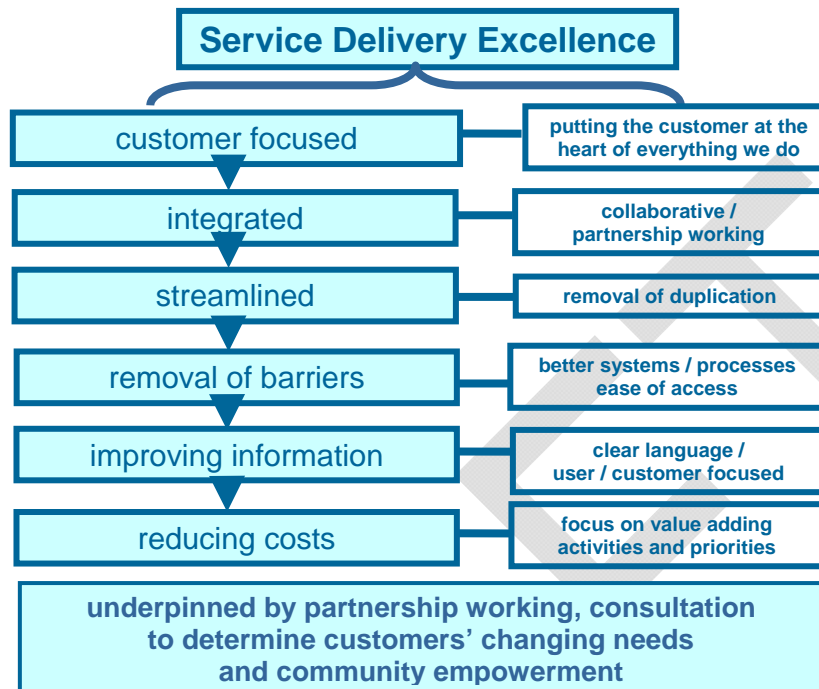 Service Delivery Excellence
customer focused
putting the customer at the
heart of everything we do
integrated
collaborative /
partnership working
streamlined
removal of duplication
removal of barriers
better systems / processes
ease of access
improving information
clear language /
user / customer focused
reducing costs
focus on value adding
activities and priorities
underpinned by partnership working, consultation
to determine customers’ changing needs
and community empowerment